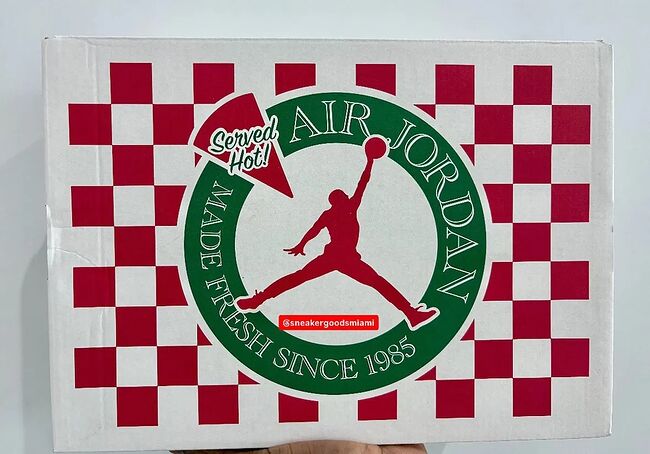 Served
Hot!
AIR JORDAN
MADE FRESH SINCE 1985
@sneakergoodsmiami